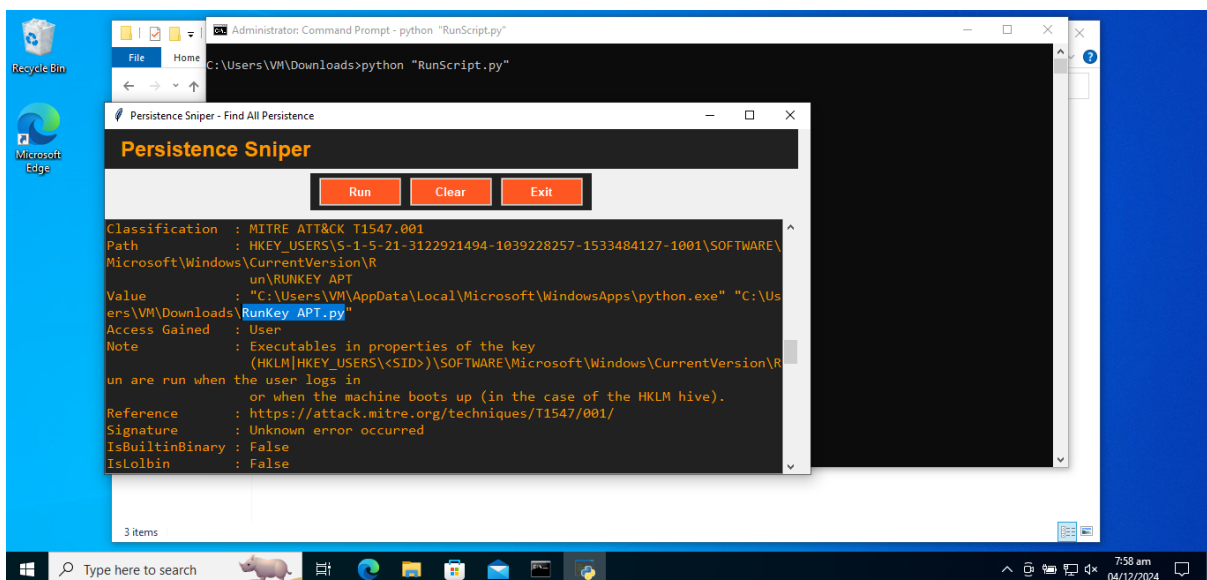 Recycle Bin
Microsoft
Edge
Administrator: Command Prompt - python "RunScript.py"
File Home
C:\Users\VM\Downloads>python "RunScript.py"
Persistence Sniper - Find All Persistence
Persistence Sniper
Run Clear Exit
Classification : MITRE ATT&CK T1547.001
Path : HKEY_USERS\S-1-5-21-3122921494-1039228257-1533484127-1001\SOFTWARE\
Microsoft\Windows\CurrentVersion\R
un\RUNKEY APT
Value : "C:\Users\VM\AppData\Local\Microsoft\WindowsApps\python.exe" "C:\Us
ers\VM\Downloads\RunKey APT.py"
Access Gained : User
Note : Executables in properties of the key
(HKLM|HKEY_USERS\<SID>)\SOFTWARE\Microsoft\Windows\CurrentVersion\R
un are run when the user logs in
or when the machine boots up (in the case of the HKLM hive).
Reference : https://attack.mitre.org/techniques/T1547/001/
Signature : Unknown error occurred
IsBuiltinBinary : False
IsLolbin : False
3 items
Type here to search
7:58 am
04/12/2024